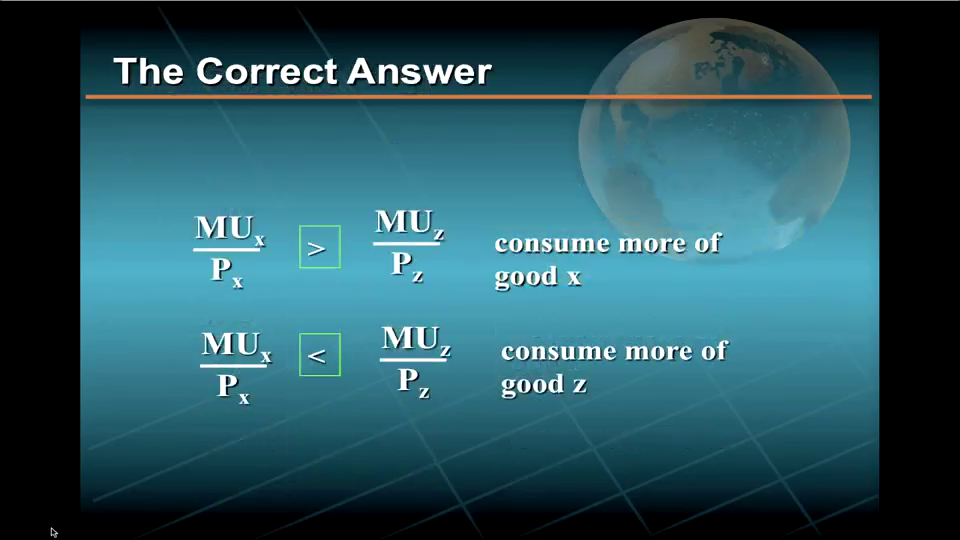 The Correct Answer
MUx > MUz consume more of
Px Pz good x
MUx < MUz consume more of
Px Pz good z